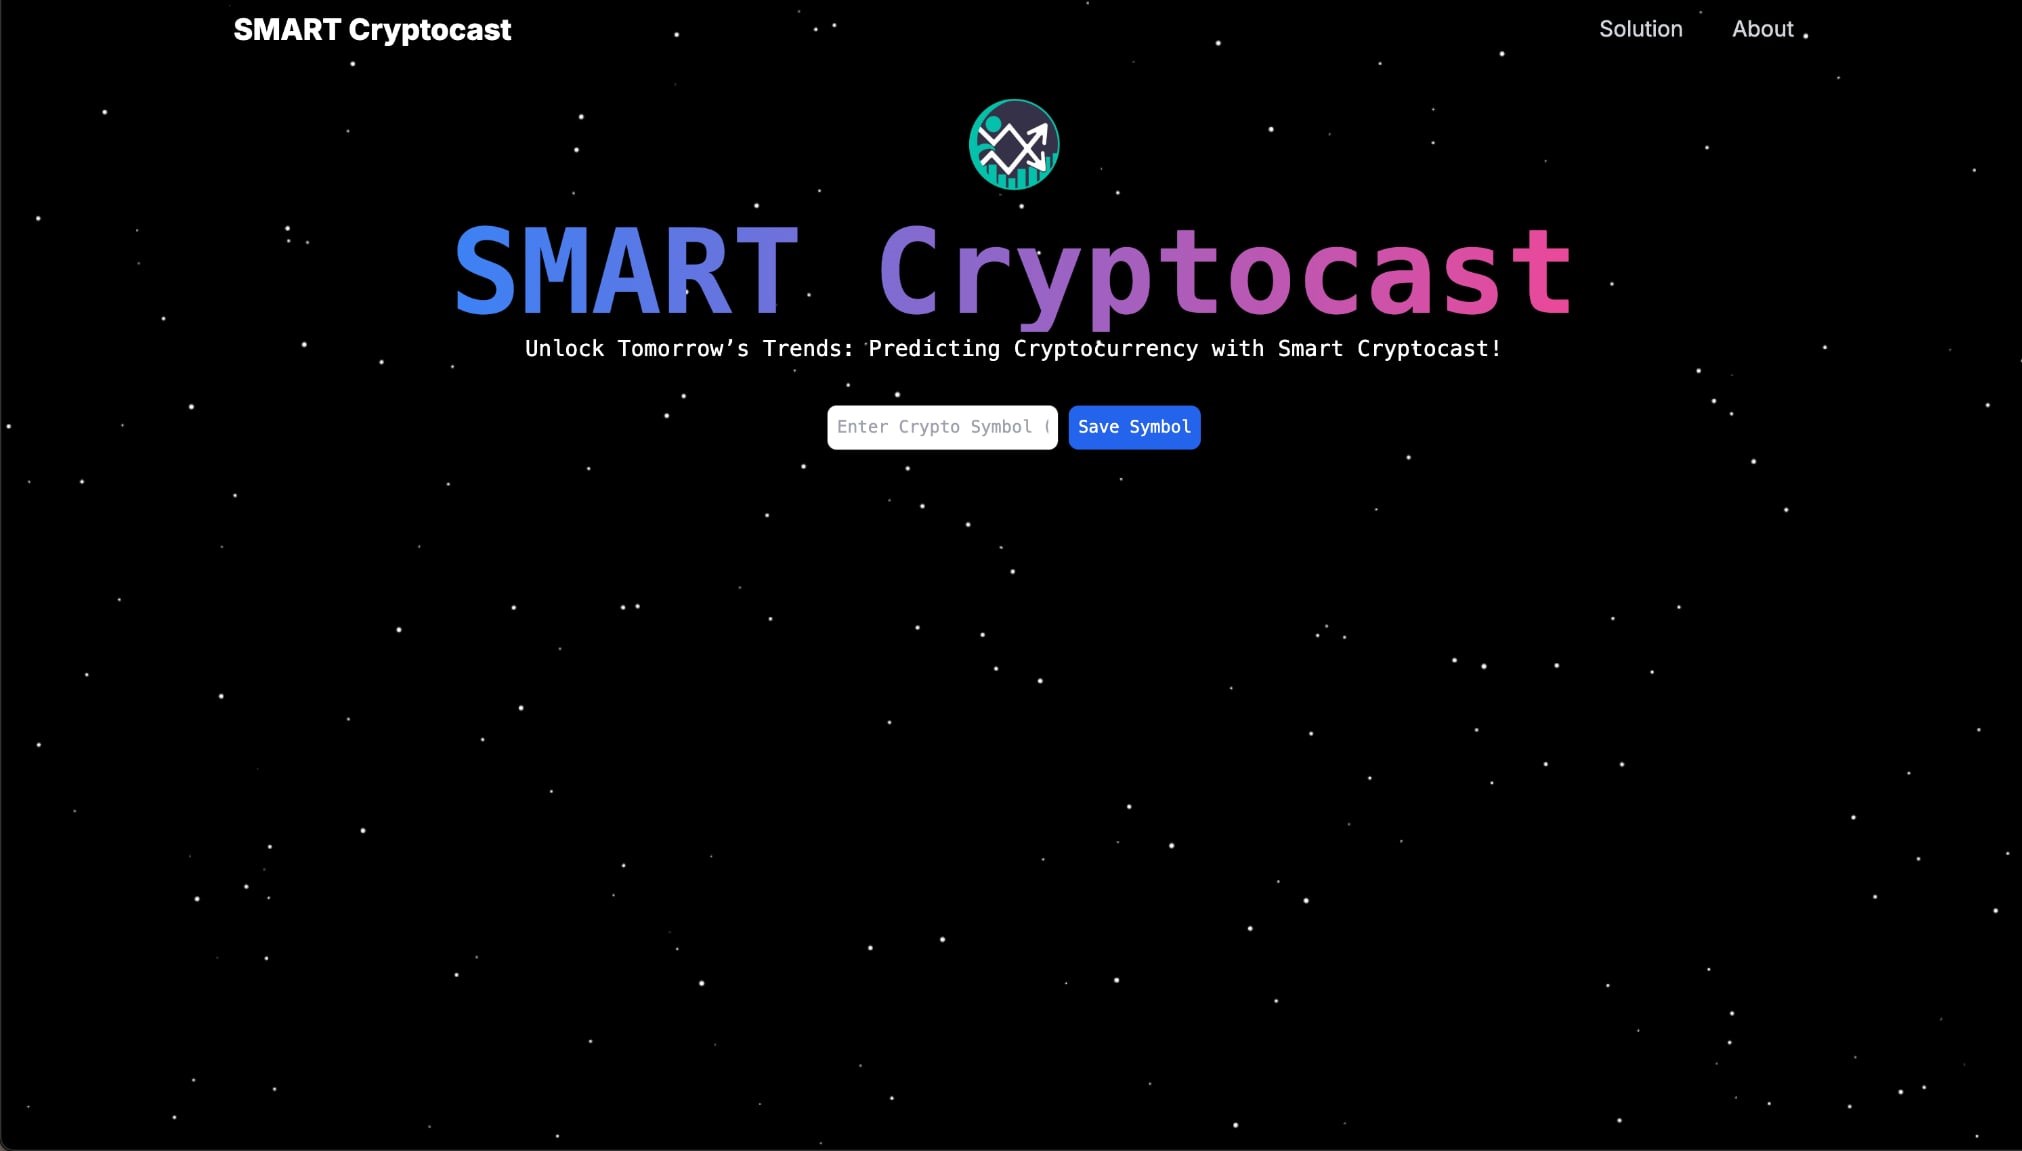 SMART Cryptocast
Solution
About
SMART Cryptocast
Unlock Tomorrow’s Trends: Predicting Cryptocurrency with Smart Cryptocast!
Enter Crypto Symbol (
Save Symbol